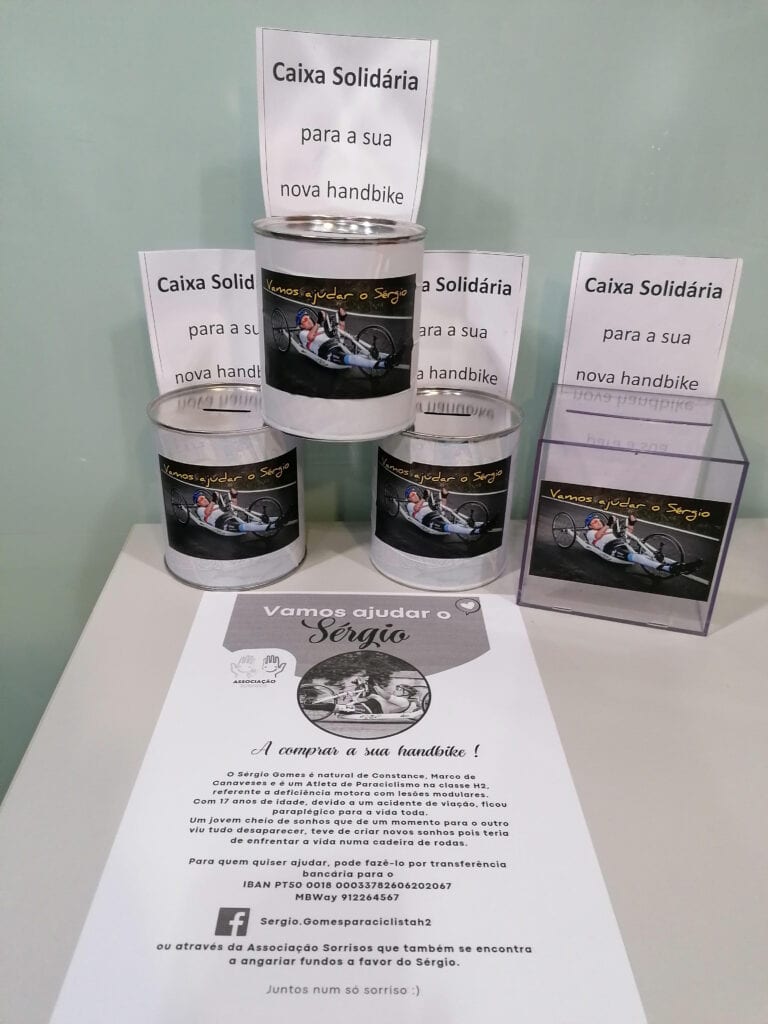 Caixa Solidária
para a sua
nova handbike
Vamos ajudar o Sérgio
Caixa Solidária
para a su
nova handb
Vamos ajudar o Sérgio
xa Solidária
para a sua
va handbike
Vamos ajudar o Sérgio
Caixa Solidária
para a sua
nova handbike
Vamos ajudar o Sérgio
Vamos ajudar o
Sérgio
ASSOCIAÇÃO
A comprar a sua handbike !
O Sérgio Gomes é natural de Constance, Marco de
Canaveses e é um Atleta de Paraciclismo na classe H2,
referente a deficiência motora com lesões modulares.
Com 17 anos de idade, devido a um acidente de viação, ficou
paraplégico para a vida toda.
Um jovem cheio de sonhos que de um momento para o outro
viu tudo desaparecer, teve de criar novos sonhos pois teria
de enfrentar a vida numa cadeira de rodas.
Para quem quiser ajudar, pode fazê-lo por transferência
bancária para o
IBAN PT50 0018 00033782606202067
MBWay 912264567
Sergio.Gomesparaciclistah2
ou através da Associação Sorrisos que também se encontra
a angariar fundos a favor do Sérgio.
Juntos num só sorriso :)